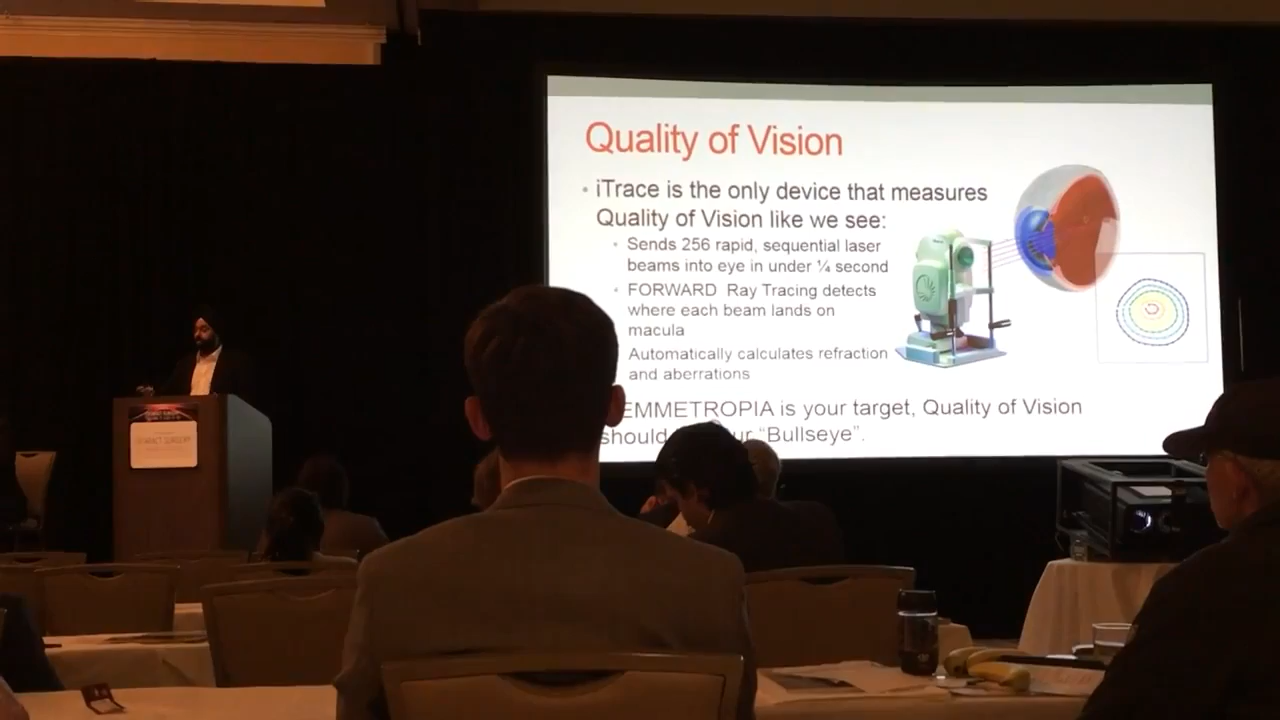 Quality of Vision
• iTrace is the only device that measures
Quality of Vision like we see:
• Sends 256 rapid, sequential laser
beams into eye in under ¼ second
• FORWARD Ray Tracing detects
where each beam lands on
macula
Automatically calculates refraction
and aberrations
EMMETROPIA is your target, Quality of Vision
should "Bullseye".
SURGERY